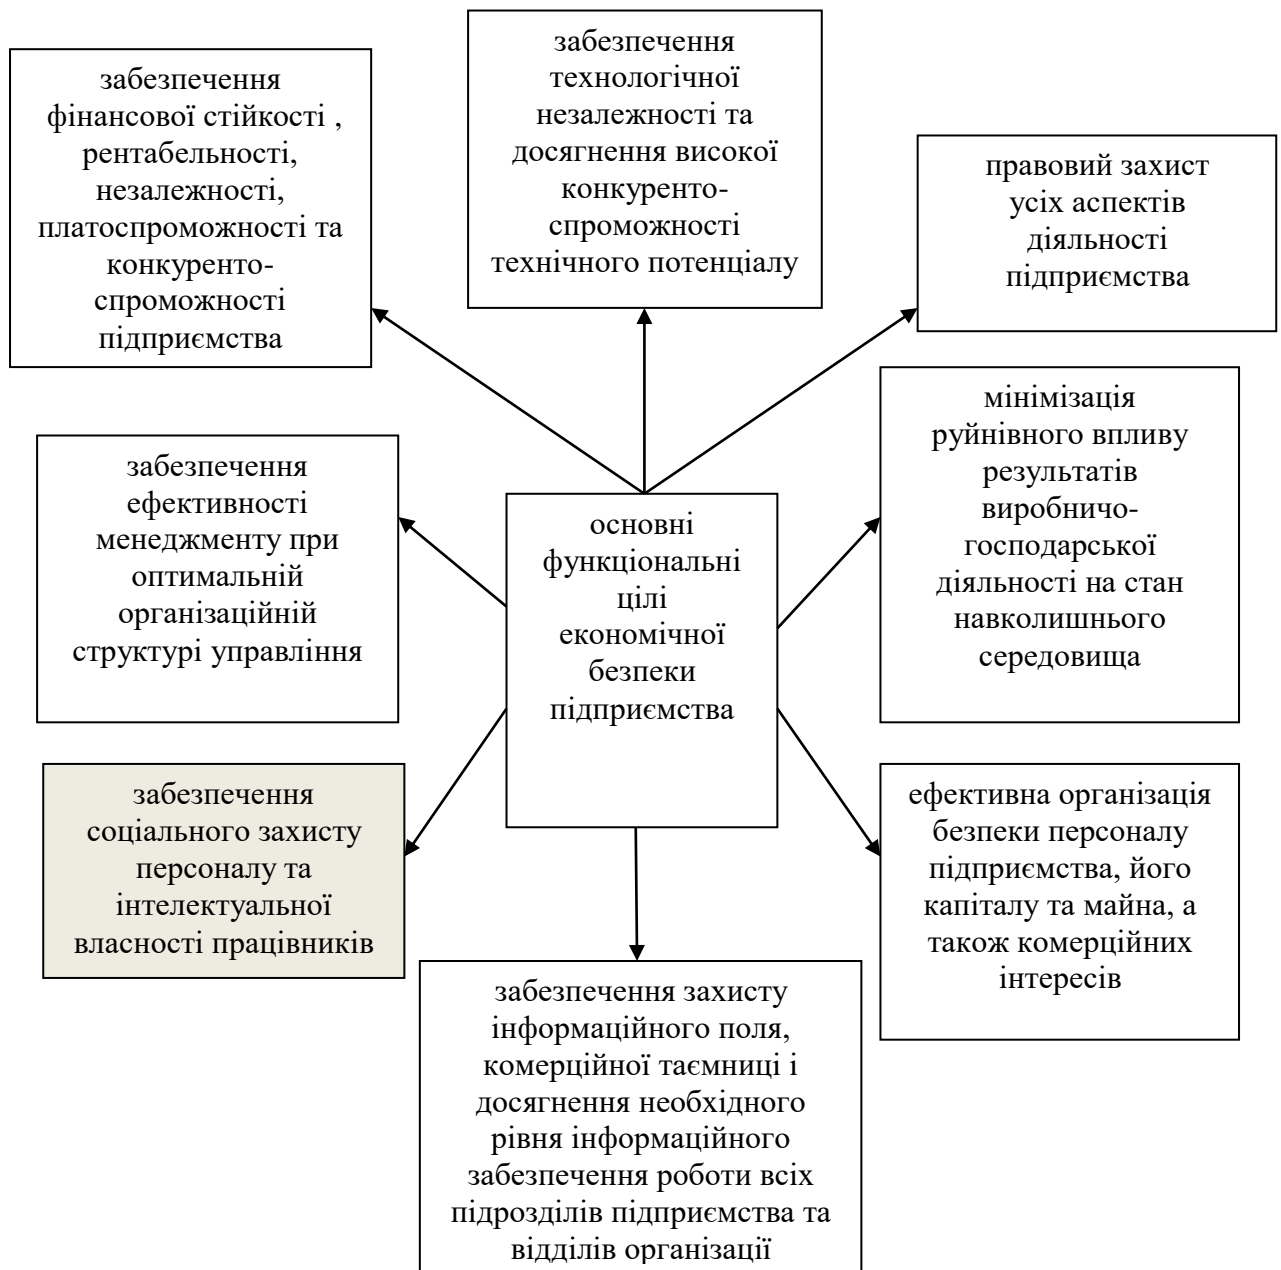 забезпечення
фінансової стійкості ,
рентабельності,
незалежності,
платоспроможності та
конкуренто-
спроможності
підприємства
забезпечення
технологічної
незалежності та
досягнення високої
конкуренто-
спроможності
технічного потенціалу
правовий захист
усіх аспектів
діяльності
підприємства
забезпечення
ефективності
менеджменту при
оптимальній
організаційній
структурі управління
основні
функціональні
цілі
економічної
безпеки
підприємства
мінімізація
руйнівного впливу
результатів
виробничо-
господарської
діяльності на стан
навколишнього
середовища
забезпечення
соціального захисту
персоналу та
інтелектуальної
власності працівників
ефективна організація
безпеки персоналу
підприємства, його
капіталу та майна, а
також комерційних
інтересів
забезпечення захисту
інформаційного поля,
комерційної таємниці і
досягнення необхідного
рівня інформаційного
забезпечення роботи всіх
підрозділів підприємства та
відділів організації